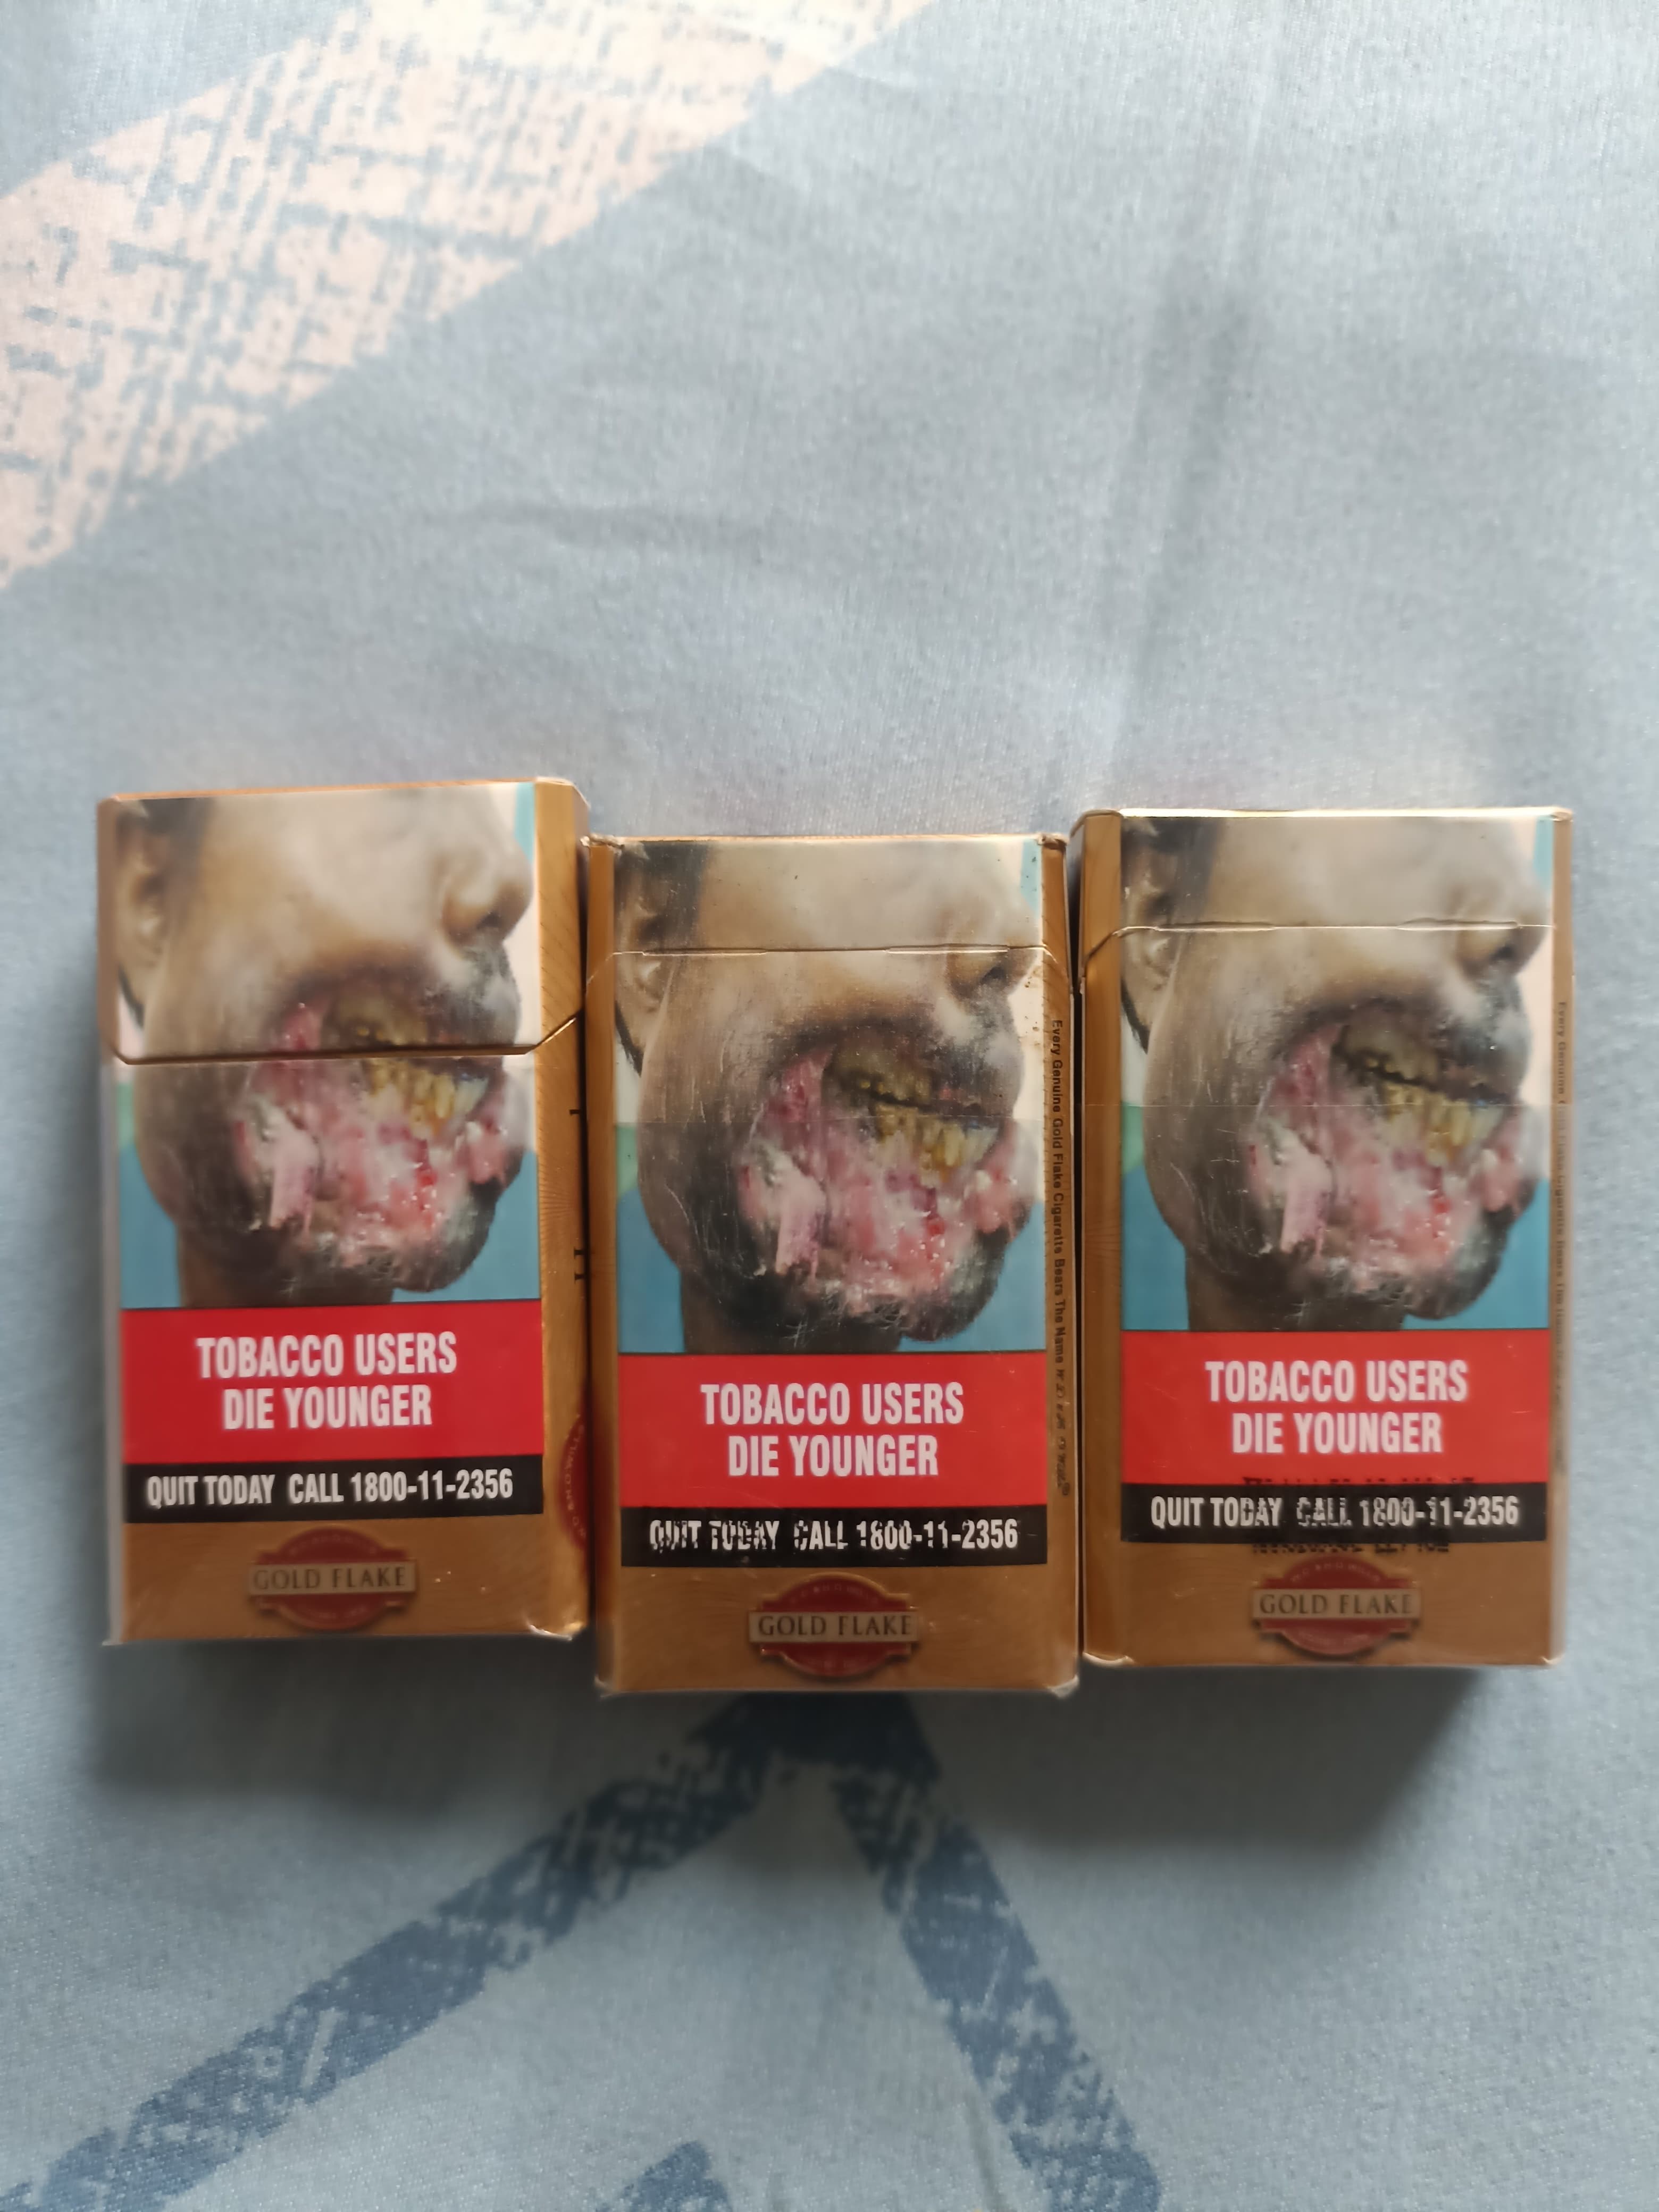 TOBACCO USERS
DIE YOUNGER
QUIT TODAY CALL 1800-11-2356
GOLD FLAKE
TOBACCO USERS
DIE YOUNGER
QUIT TODAY CALL 1800-11-2356
GOLD FLAKE
Every Genuine Gold Flake Cigarette Bears The Name
TOBACCO USERS
DIE YOUNGER
QUIT TODAY CALL 1800-11-2356
GOLD FLAKE
Every Genuine